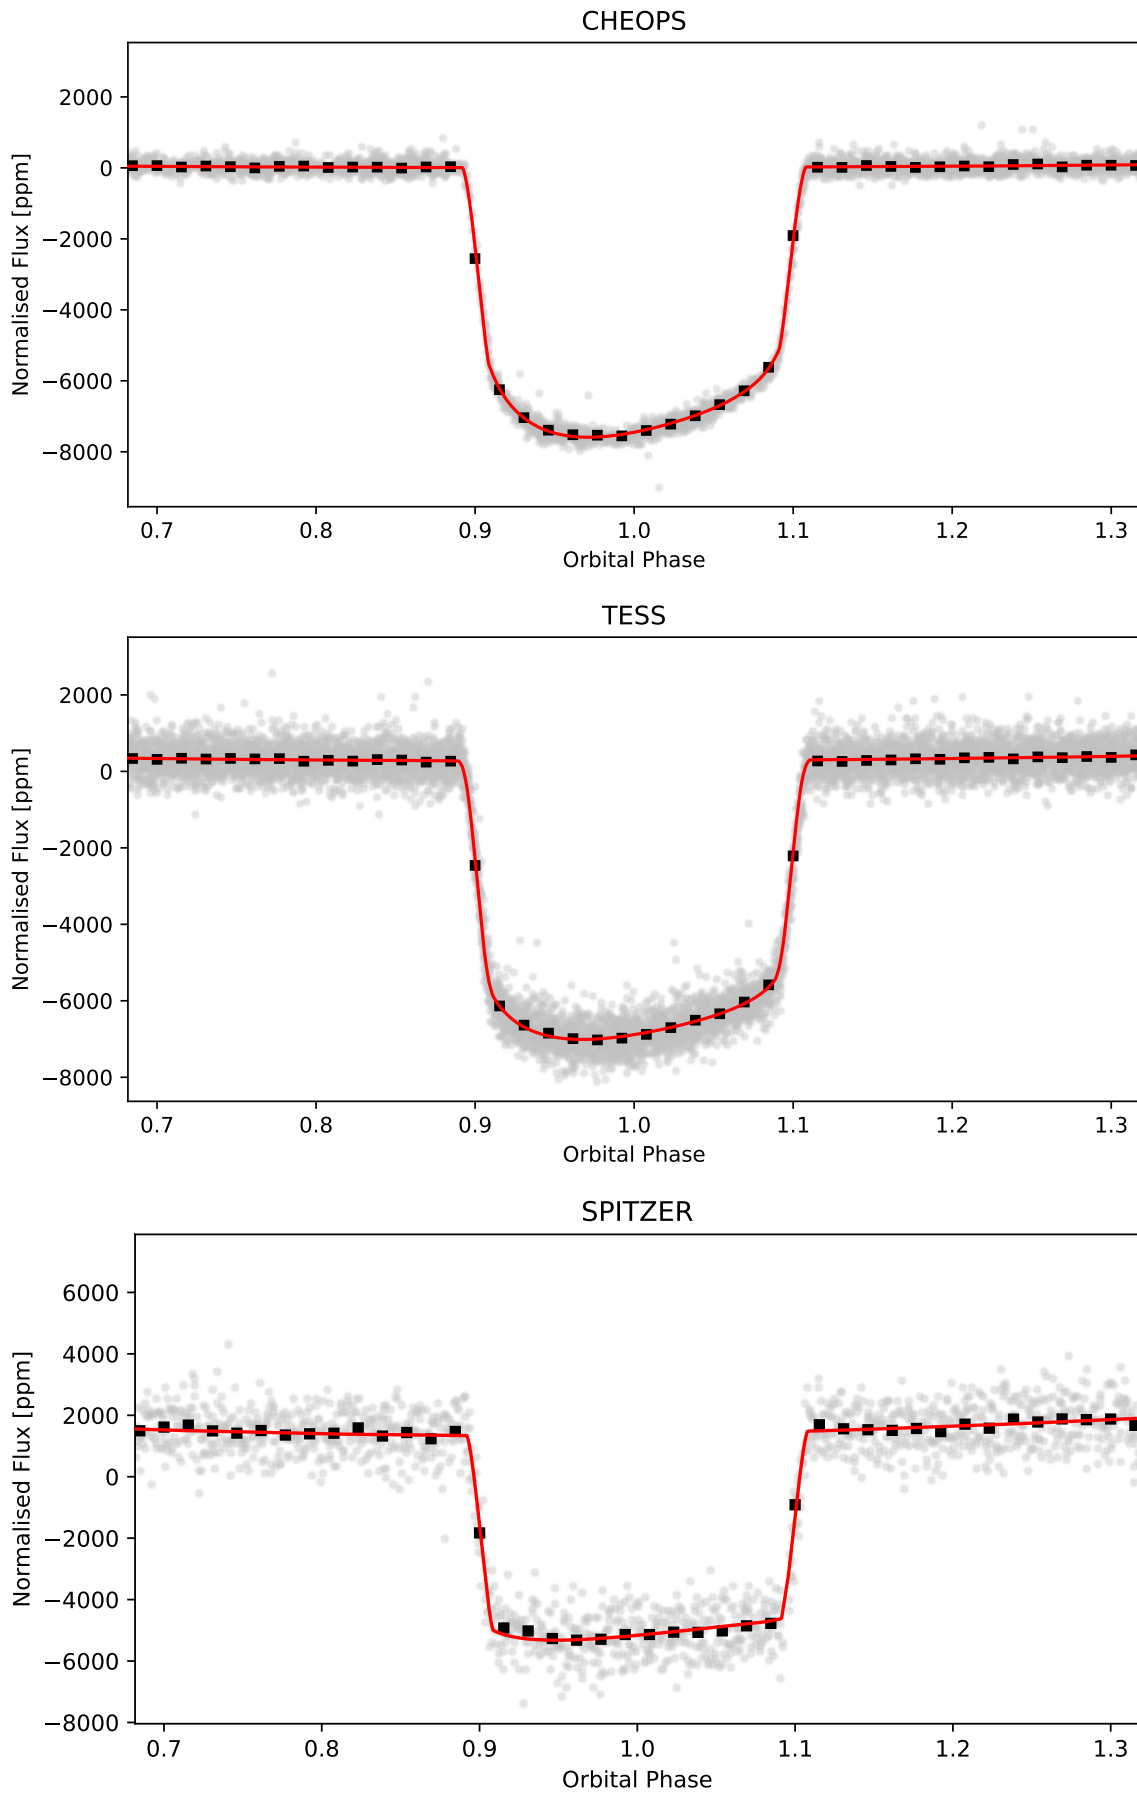 CHEOPS
2000
0
−2000
−4000
−6000
−8000
Normalised Flux [ppm]
0.7 0.8 0.9 1.0 1.1 1.2 1.3
Orbital Phase
TESS
2000
0
−2000
−4000
−6000
−8000
Normalised Flux [ppm]
0.7 0.8 0.9 1.0 1.1 1.2 1.3
Orbital Phase
SPITZER
6000
4000
2000
0
−2000
−4000
−6000
−8000
Normalised Flux [ppm]
0.7 0.8 0.9 1.0 1.1 1.2 1.3
Orbital Phase